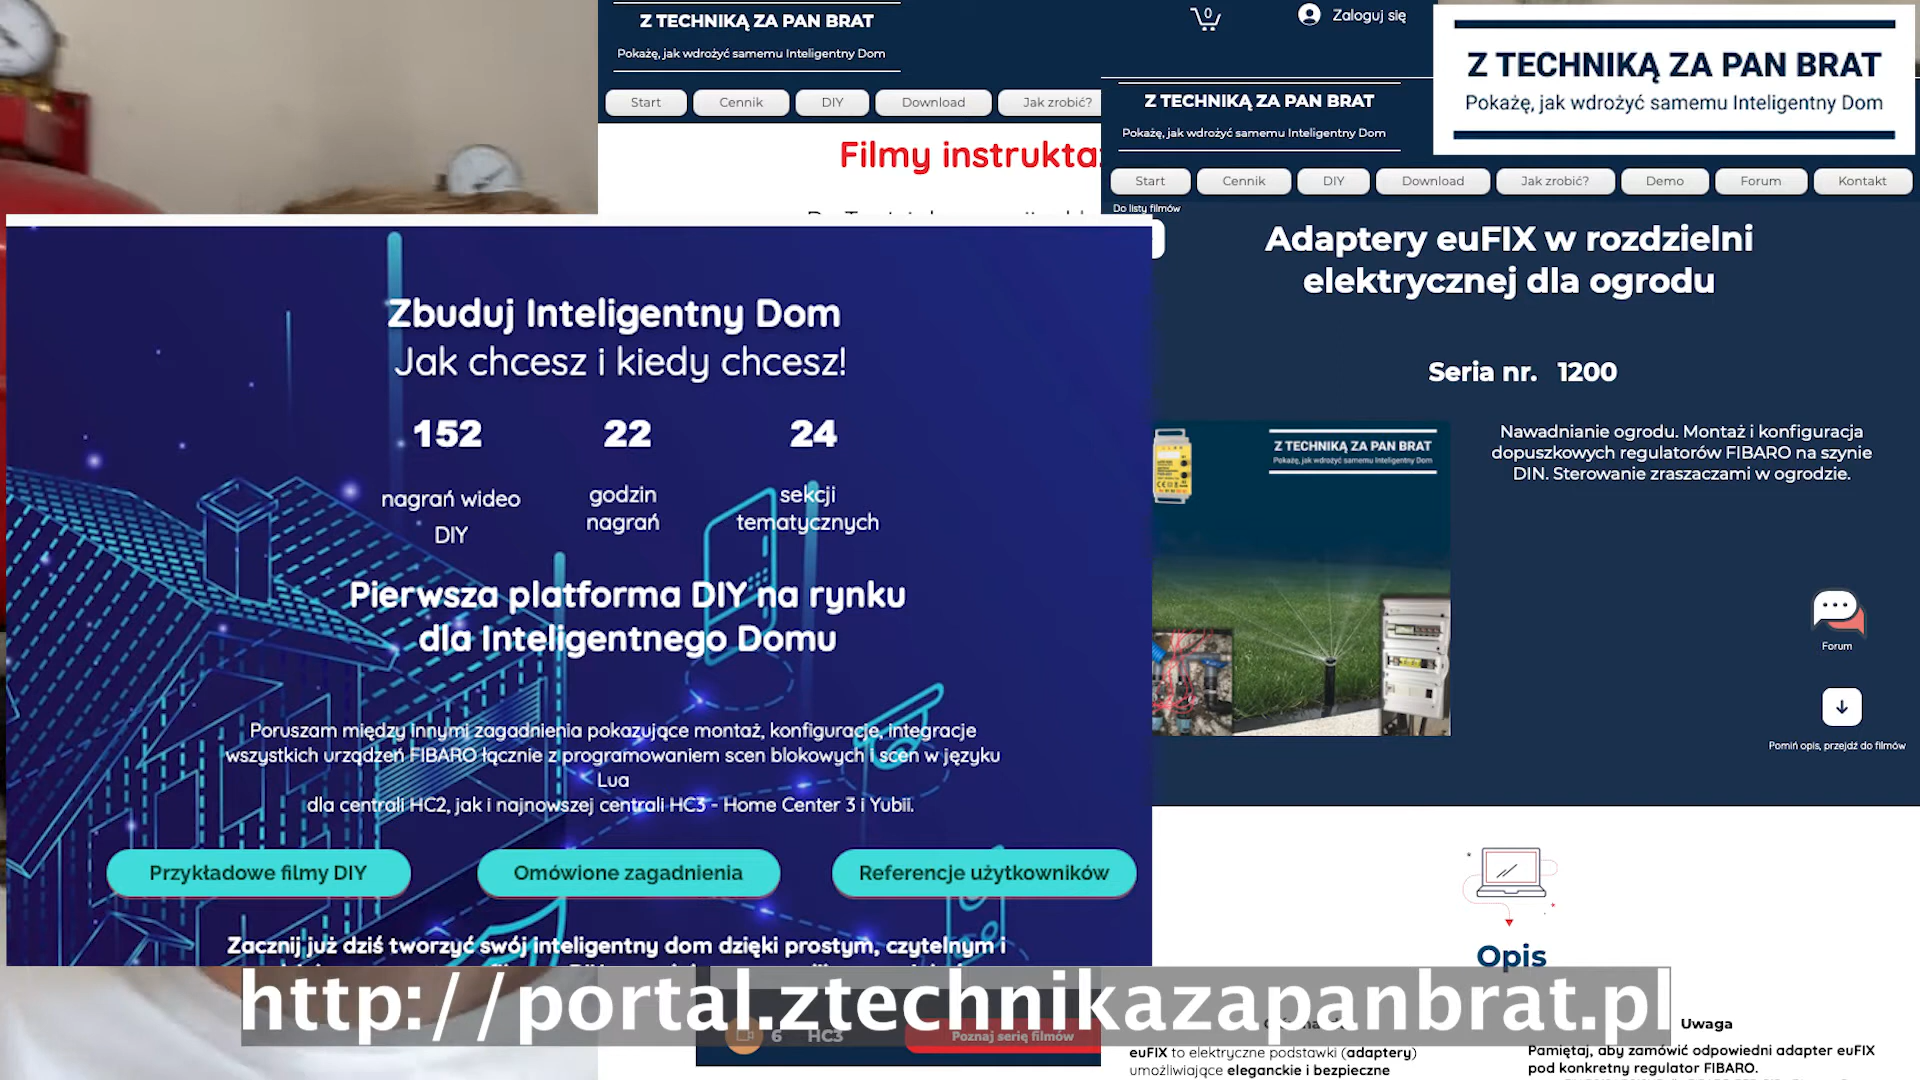 Z TECHNIKĄ ZA PAN BRAT
Pokażę, jak wdrożyć samemu Inteligentny Dom
Start
Cennik
DIY
Download
Jak zrobić?
0
Zaloguj się
Z TECHNIKĄ ZA PAN BRAT
Pokażę, jak wdrożyć samemu Inteligentny Dom
Z TECHNIKĄ ZA PAN BRAT
Pokażę, jak wdrożyć samemu Inteligentny Dom
Start
Cennik
DIY
Download
Jak zrobić?
Demo
Forum
Kontakt
Filmy instrukta
Do listy filmów
Adaptery euFIX w rozdzielni
elektrycznej dla ogrodu
Seria nr. 1200
Nawadnianie ogrodu. Montaż i konfiguracja
dopuszkowych regulatorów FIBARO na szynie
DIN. Sterowanie zraszaczami w ogrodzie.
Z TECHNIKĄ ZA PAN BRAT
Pokażę, jak wdrożyć samemu Inteligentny Dom
Forum
Pomiń opis, przejdź do filmów
Zbuduj Inteligentny Dom
Jak chcesz i kiedy chcesz!
152
nagrań wideo
DIY
22
godzin
nagrań
24
sekcji
tematycznych
Pierwsza platforma DIY na rynku
dla Inteligentnego Domu
Poruszam między innymi zagadnienia pokazujące montaż, konfigurację, integracje
wszystkich urządzeń FIBARO łącznie z programowaniem scen blokowych i scen w języku
Lua
dla centrali HC2, jak i najnowszej centrali HC3 - Home Center 3 i Yubii.
Przykładowe filmy DIY
Omówione zagadnienia
Referencje użytkowników
Zacznij już dziś tworzyć swój inteligentny dom dzięki prostym, czytelnym i
Opis
http://portal.ztechnikazapanbrat.pl
6 HC3
Poznaj serię filmów
euFIX to elektryczne podstawki (adaptery)
umożliwiające eleganckie i bezpieczne
Uwaga
Pamiętaj, aby zamówić odpowiedni adapter euFIX
pod konkretny regulator FIBARO.